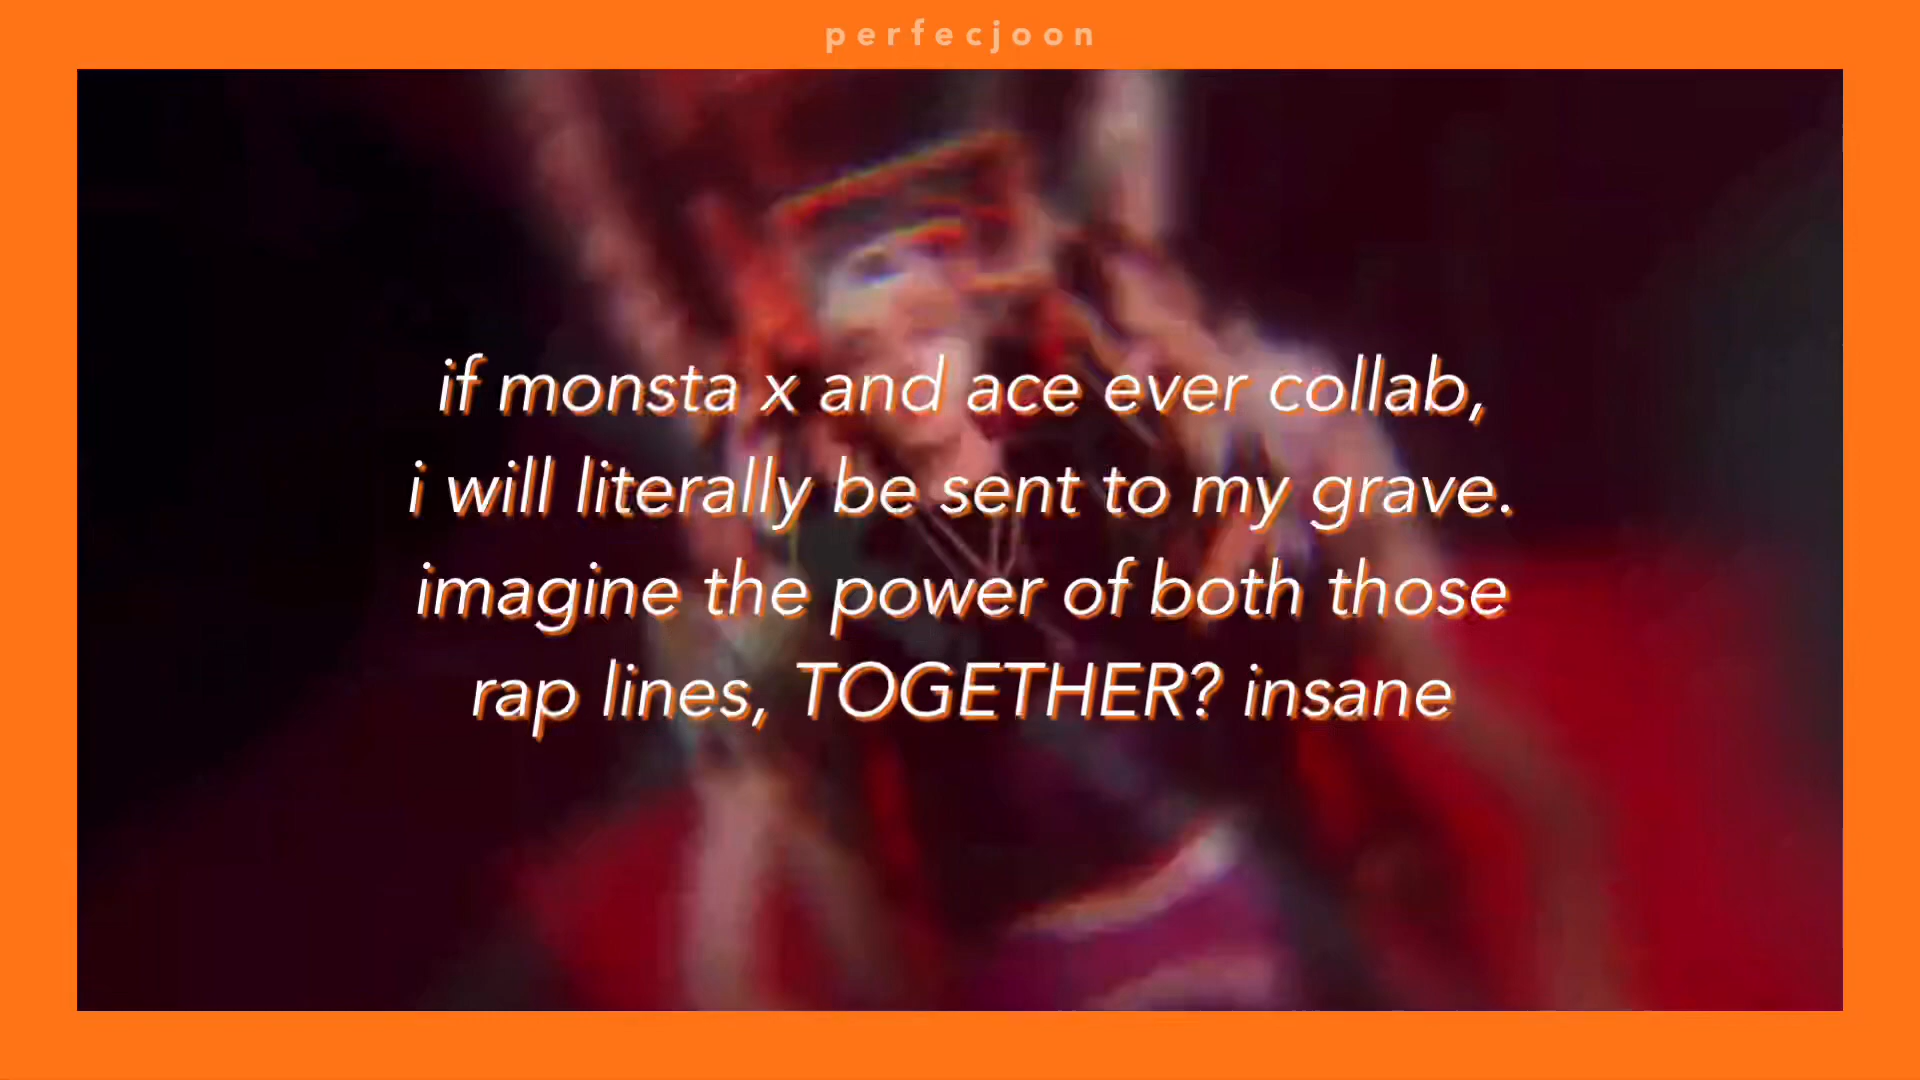 perfecjoon
if monsta x and ace ever collab,
i will literally be sent to my grave.
imagine the power of both those
rap lines, TOGETHER? insane